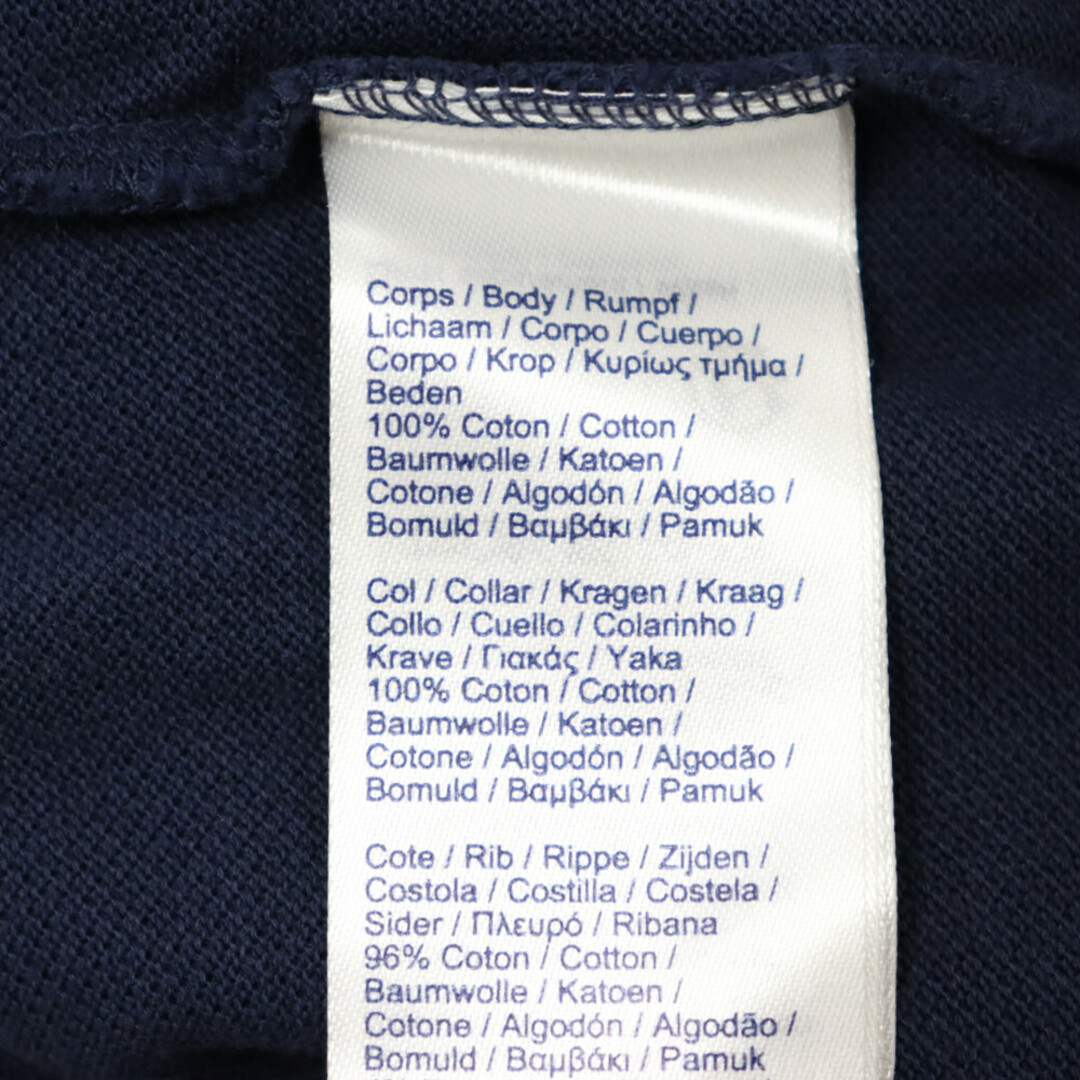 Corps / Body / Rumpf /
Lichaam / Corpo / Cuerpo /
Corpo / Krop / Κυρίως τμήμα /
Beden
100% Coton / Cotton /
Baumwolle / Katoen /
Cotone / Algodón / Algodão /
Bomuld / Βαμβάκι / Pamuk
Col / Collar / Kragen / Kraag /
Collo / Cuello / Colarinho /
Krave / Γιακάς / Yaka
100% Coton / Cotton /
Baumwolle / Katoen /
Cotone / Algodón / Algodão /
Bomuld / Βαμβάκι / Pamuk
Cote / Rib / Rippe / Zijden /
Costola / Costilla / Costela /
Sider / Πλευρό / Ribana
96% Coton / Cotton /
Baumwolle / Katoen /
Cotone / Algodón / Algodão /
Bomuld / Βαμβάκι / Pamuk